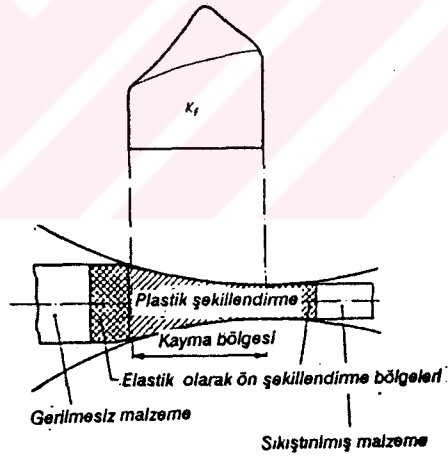 K_f
Plastik şekillendirme
Kayma bölgesi
Elastik olarak ön şekillendirme bölgeleri
Gerilmesiz malzeme
Sıkıştırılmış malzeme